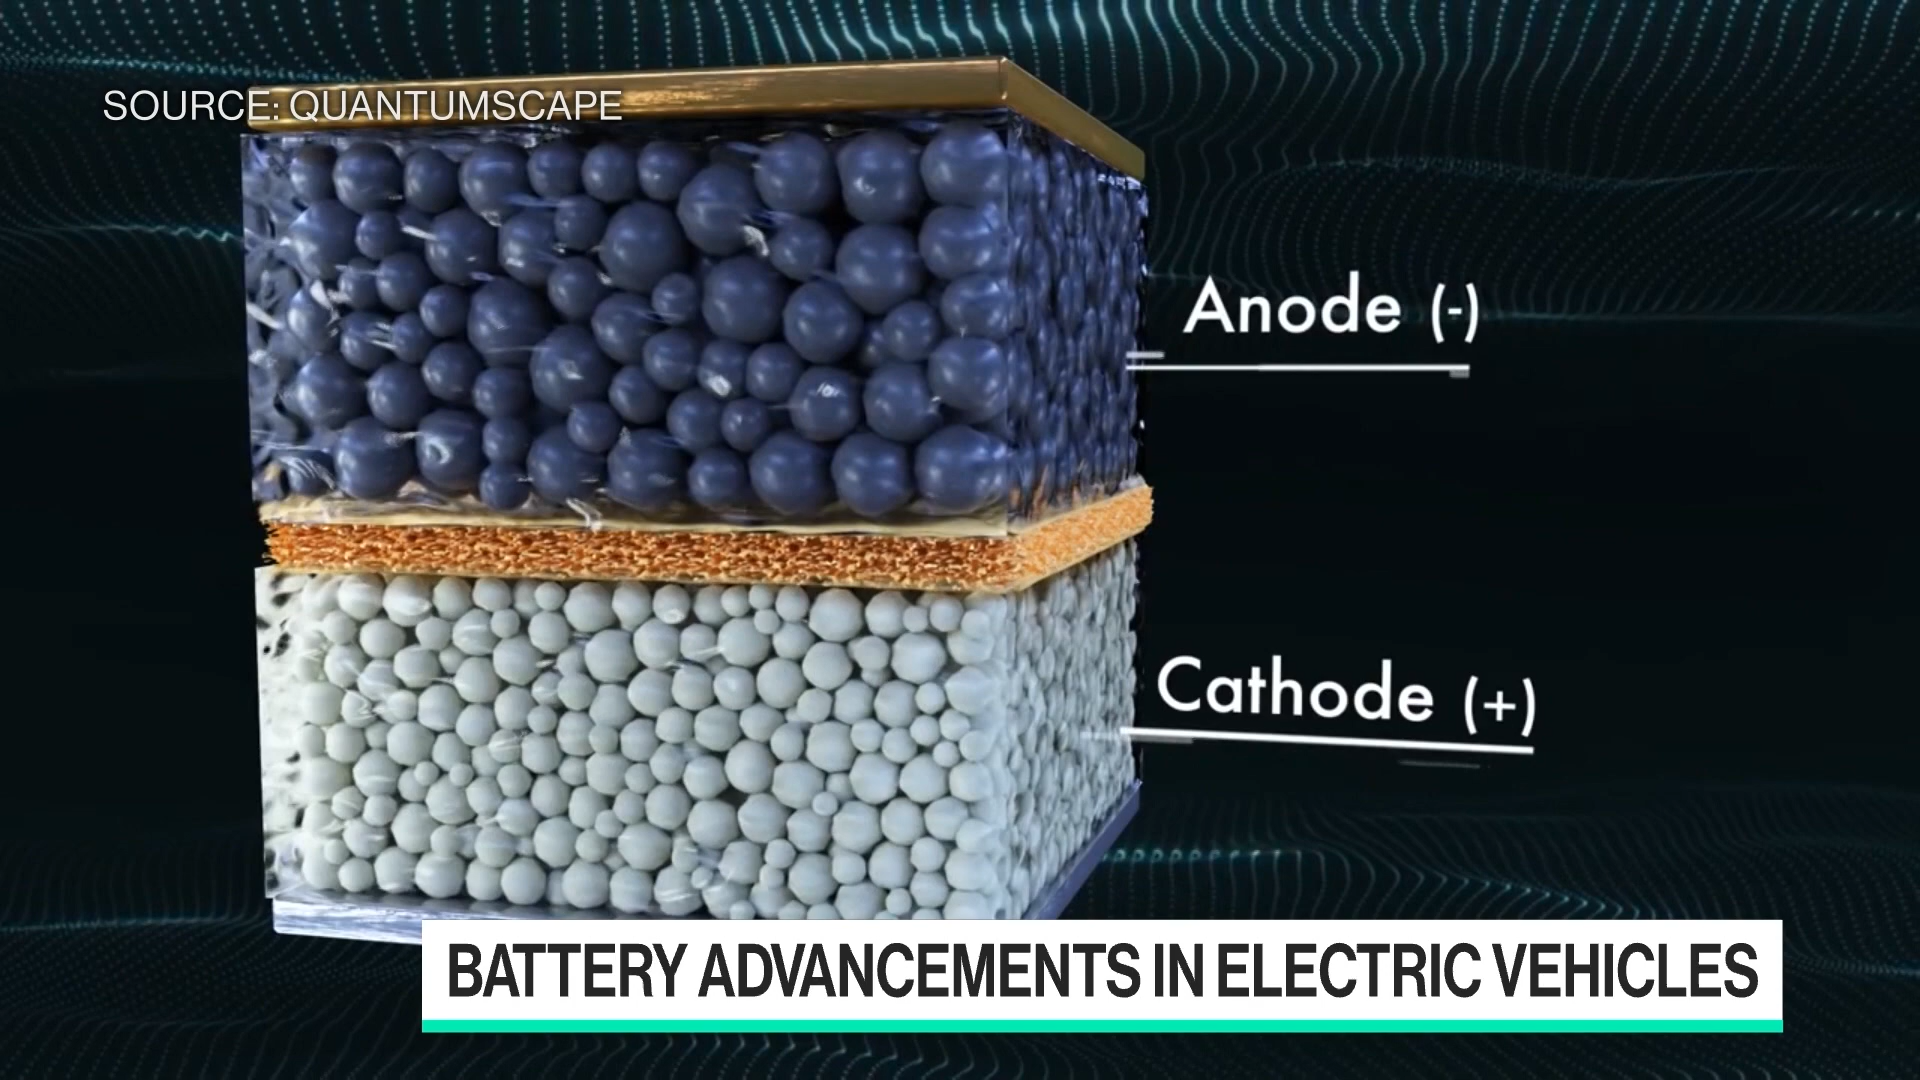 SOURCE: QUANTUMSCAPE
Anode (-)
Cathode (+)
BATTERY ADVANCEMENTS IN ELECTRIC VEHICLES